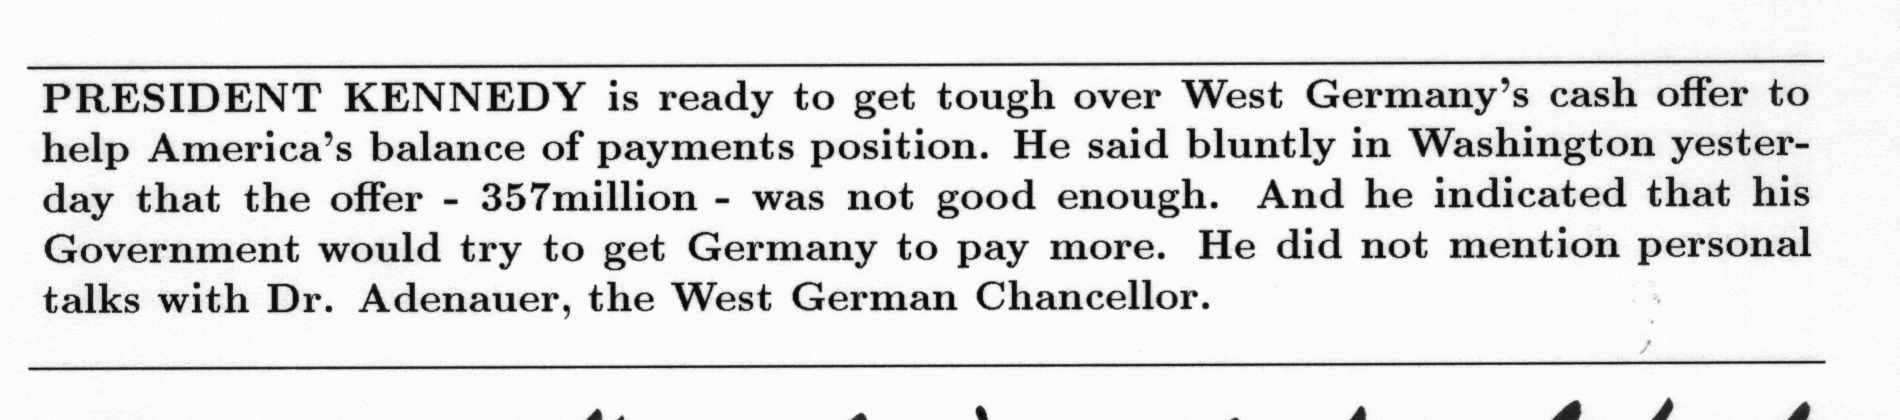 PRESIDENT KENNEDY is ready to get tough over West Germany's cash offer to
help America's balance of payments position. He said bluntly in Washington yester-
day that the offer - 357million - was not good enough. And he indicated that his
Government would try to get Germany to pay more. He did not mention personal
talks with Dr. Adenauer, the West German Chancellor.